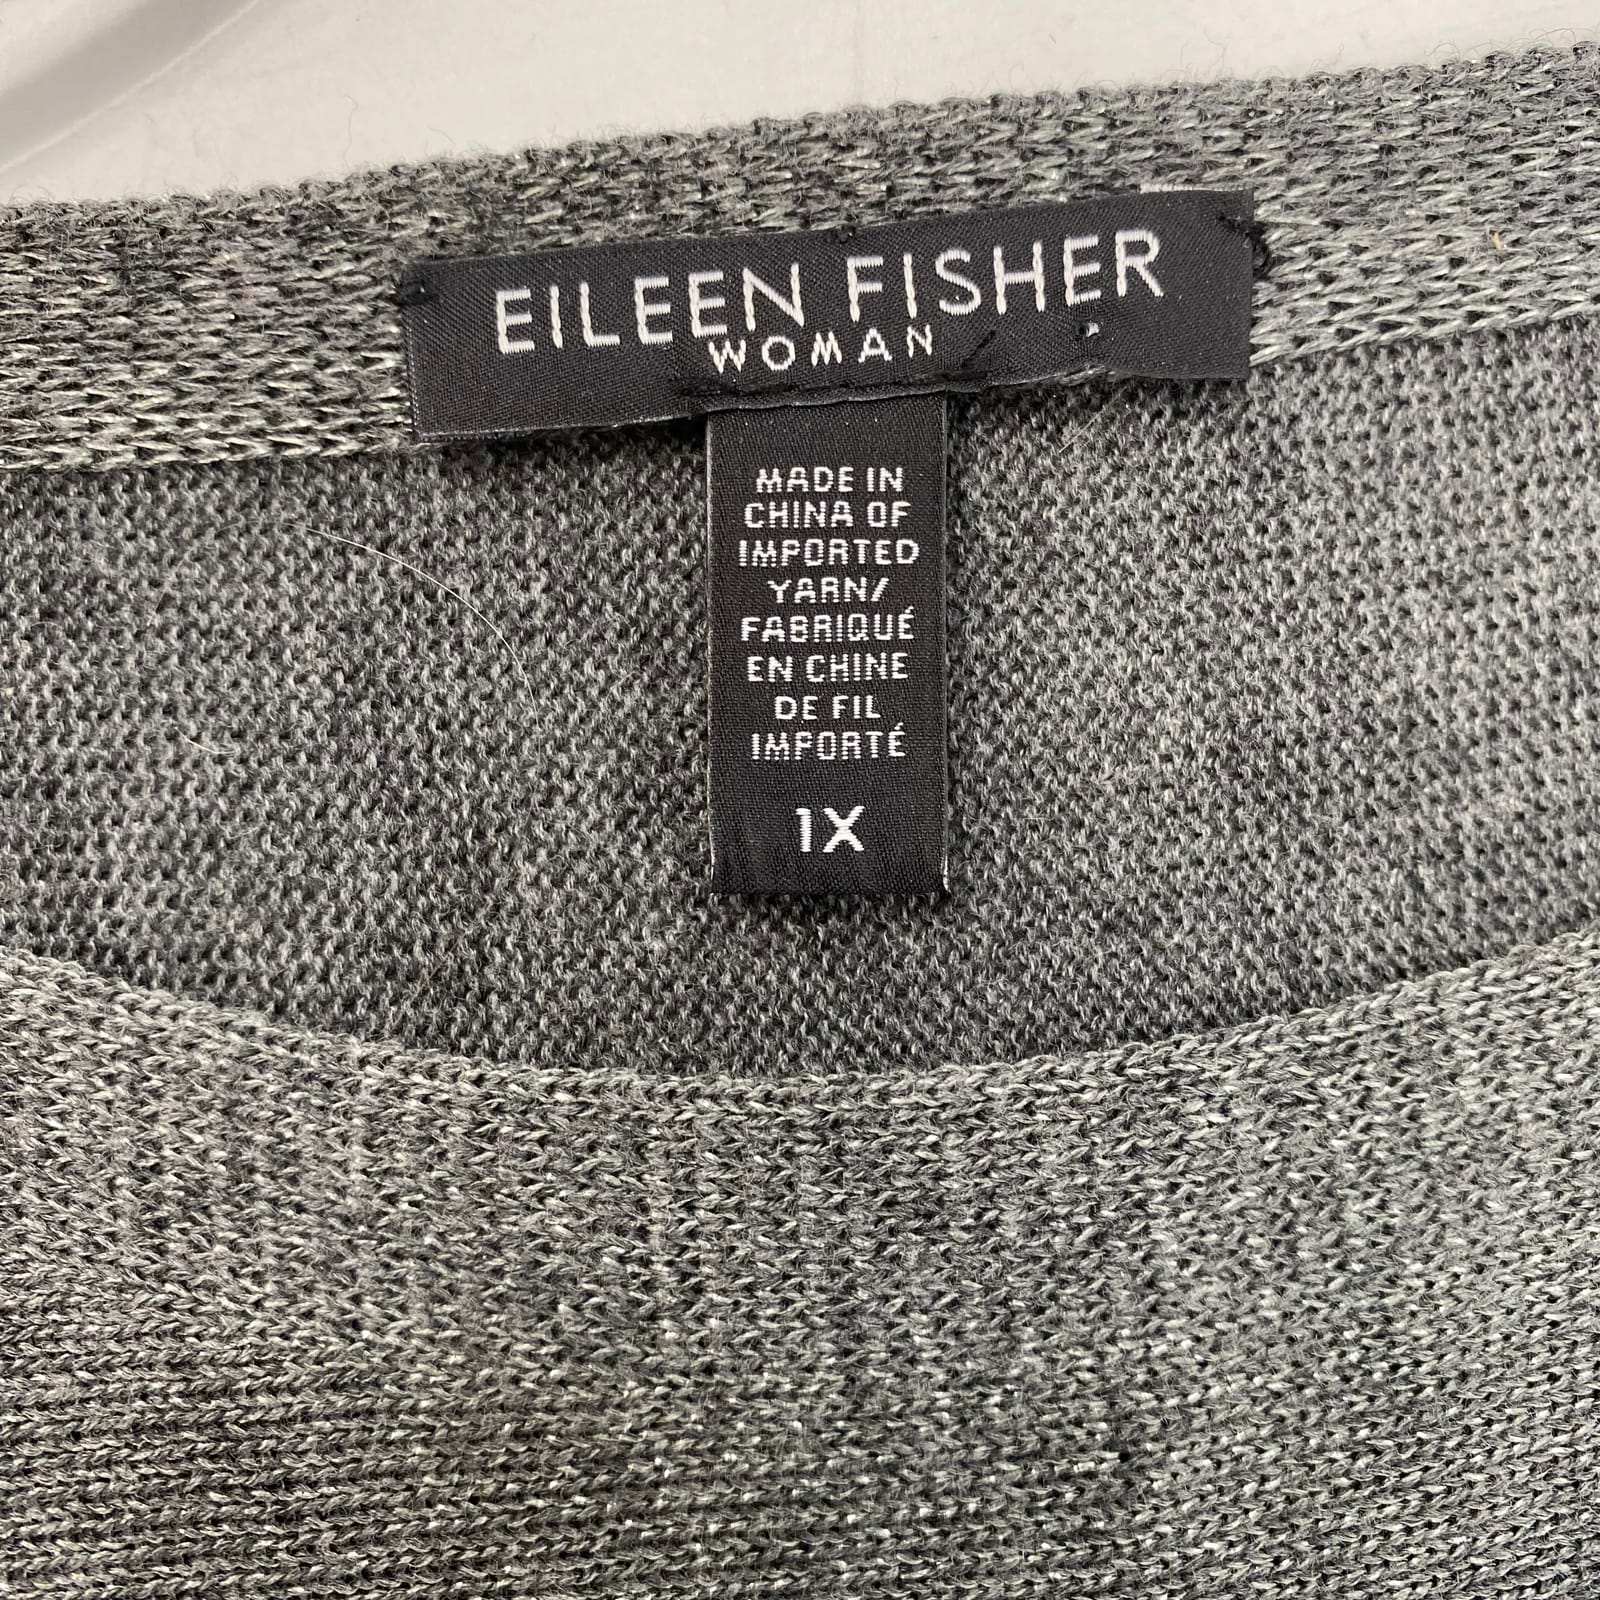 EILEEN FISHER
WOMAN
MADE IN
CHINA OF
IMPORTED
YARN/
FABRIQUÉ
EN CHINE
DE FIL
IMPORTÉ
1X